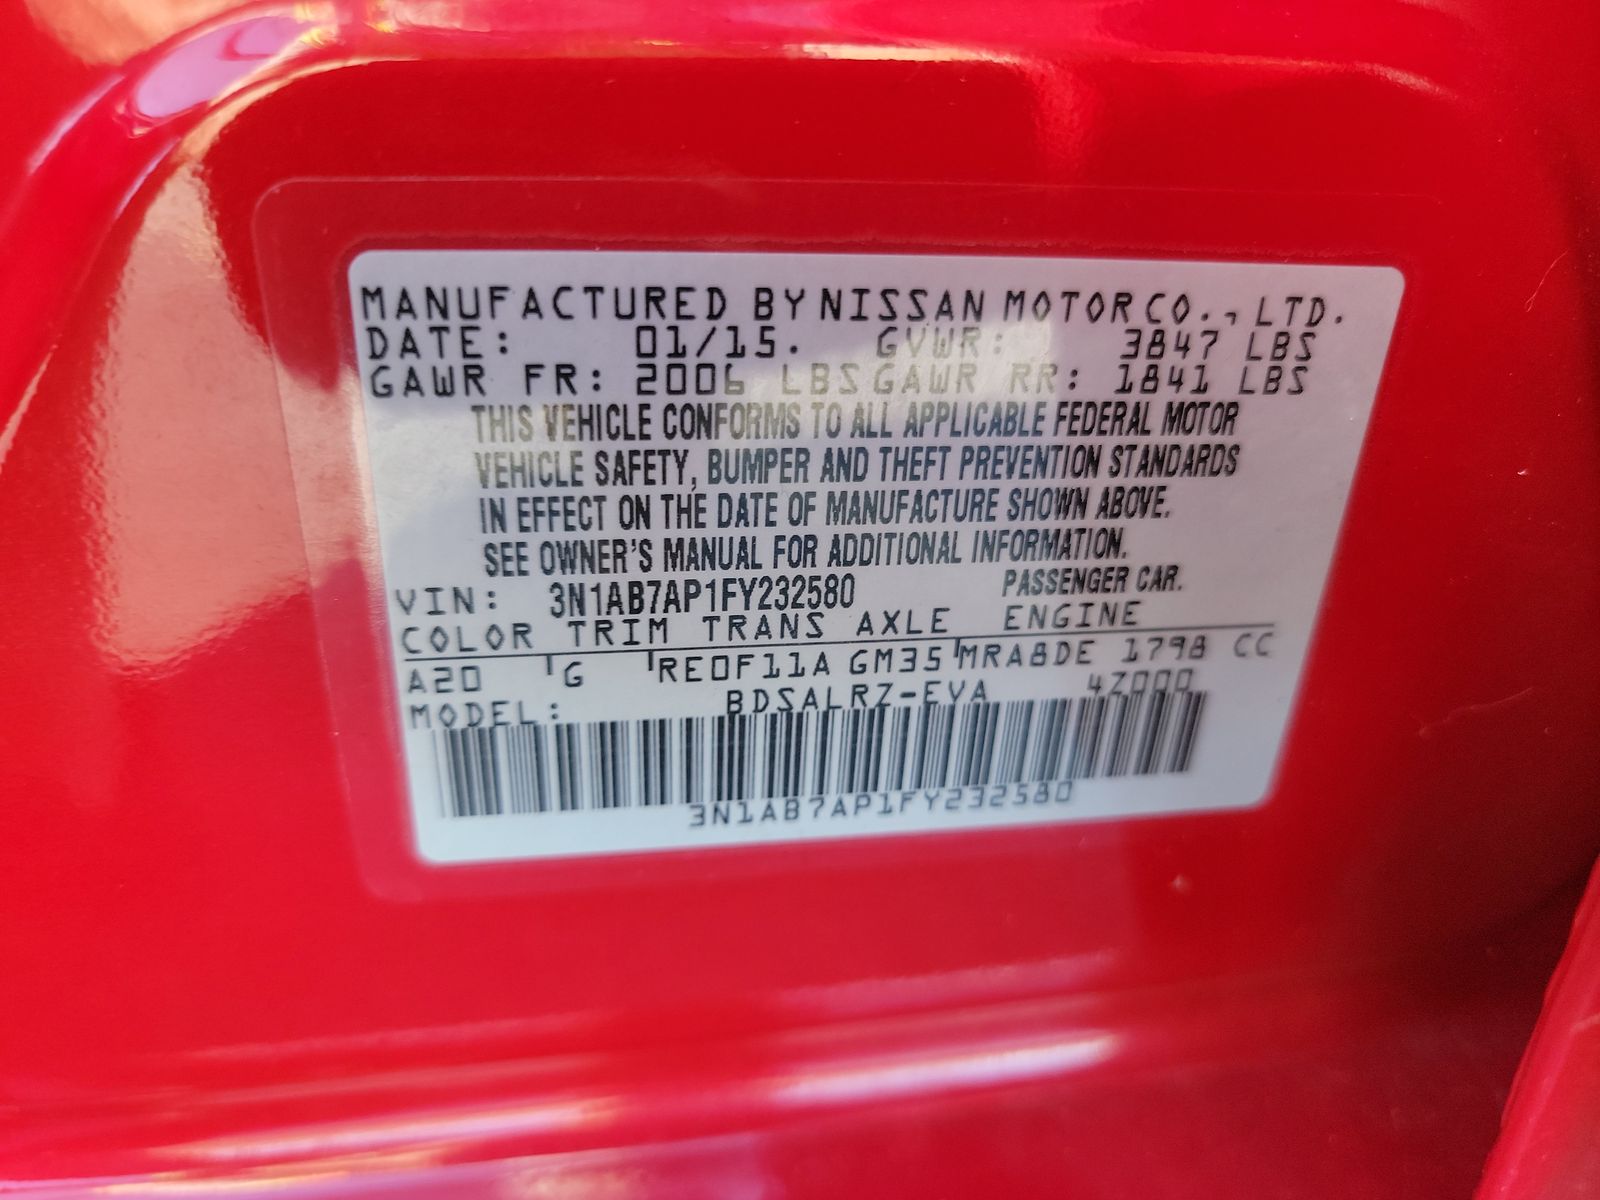 MANUFACTURED BY NISSAN MOTOR CO., LTD.
DATE: 01/15. GVWR: 3847 LBS
GAWR FR: 2006 LBS GAWR RR: 1841 LBS
THIS VEHICLE CONFORMS TO ALL APPLICABLE FEDERAL MOTOR
VEHICLE SAFETY, BUMPER AND THEFT PREVENTION STANDARDS
IN EFFECT ON THE DATE OF MANUFACTURE SHOWN ABOVE.
SEE OWNER'S MANUAL FOR ADDITIONAL INFORMATION.
VIN: 3N1AB7AP1FY232580 PASSENGER CAR.
COLOR TRIM TRANS AXLE ENGINE
A20 G RE0F11A GM35 MRA8DE 1798 CC
MODEL: BDSALRZ-EVA 4Z000
3N1AB7AP1FY232580